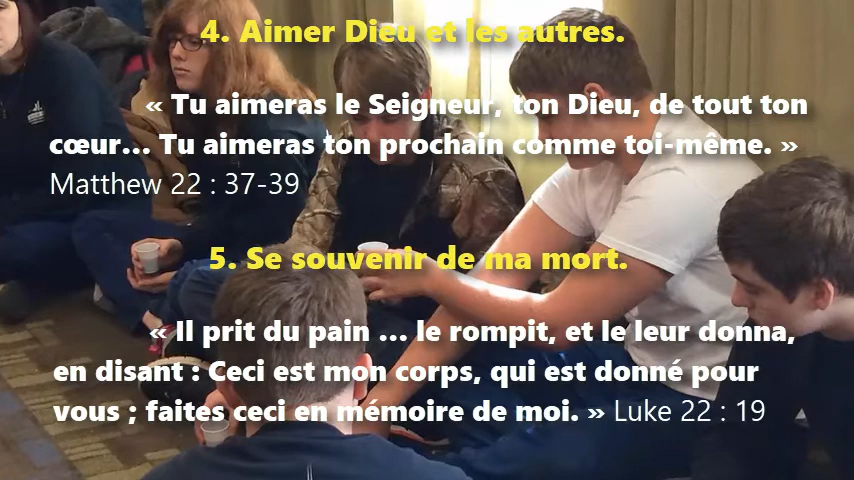 4. Aimer Dieu et les autres.
« Tu aimeras le Seigneur, ton Dieu, de tout ton
cœur... Tu aimeras ton prochain comme toi-même. »
Matthew 22 : 37-39
5. Se souvenir de ma mort.
« Il prit du pain ... le rompit, et le leur donna,
en disant : Ceci est mon corps, qui est donné pour
vous ; faites ceci en mémoire de moi. » Luke 22 : 19